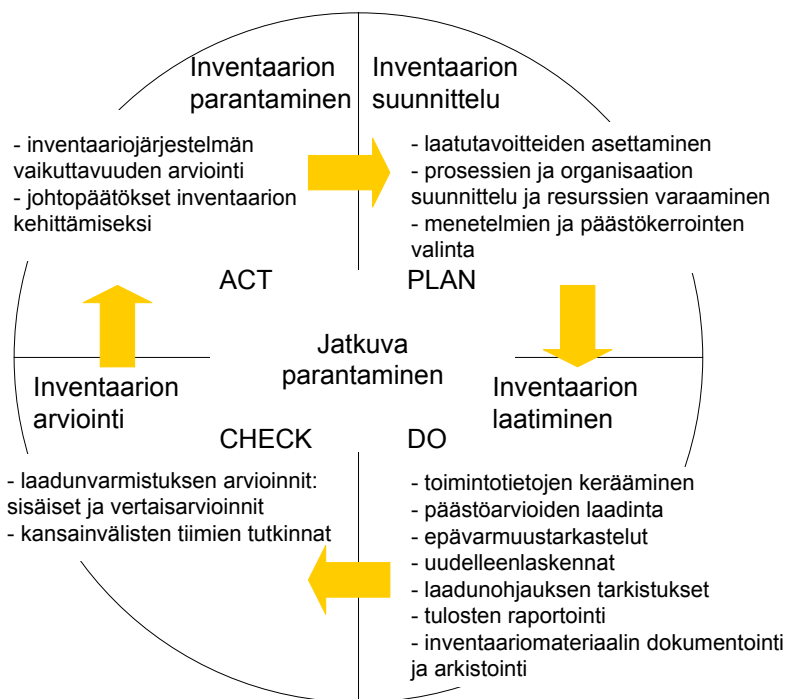 Inventaarion
parantaminen
- inventaariojärjestelmän
vaikuttavuuden arviointi
- johtopäätökset inventaarion
kehittämiseksi
ACT
Inventaarion
suunnittelu
- laatutavoitteiden asettaminen
- prosessien ja organisaation
suunnittelu ja resurssien varaaminen
- menetelmien ja päästökerrointen
valinta
PLAN
Jatkuva
parantaminen
Inventaarion
arviointi
CHECK
- laadunvarmistuksen arvioinnit:
sisäiset ja vertaisarvioinnit
- kansainvälisten tiimien tutkinnat
Inventaarion
laatiminen
DO
- toimintotietojen kerääminen
- päästöarvioiden laadinta
- epävarmuustarkastelut
- uudelleenlaskennat
- laadunohjauksen tarkistukset
- tulosten raportointi
- inventaariomateriaalin dokumentointi
ja arkistointi